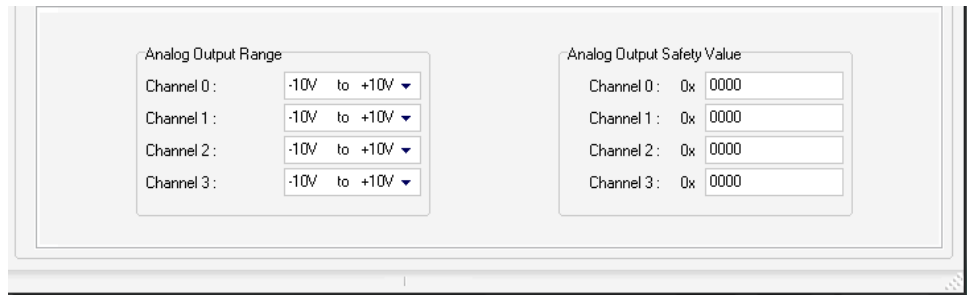 Analog Output Range
Channel 0 : -10V to +10V
Channel 1 : -10V to +10V
Channel 2 : -10V to +10V
Channel 3 : -10V to +10V
Analog Output Safety Value
Channel 0 : 0x 0000
Channel 1 : 0x 0000
Channel 2 : 0x 0000
Channel 3 : 0x 0000